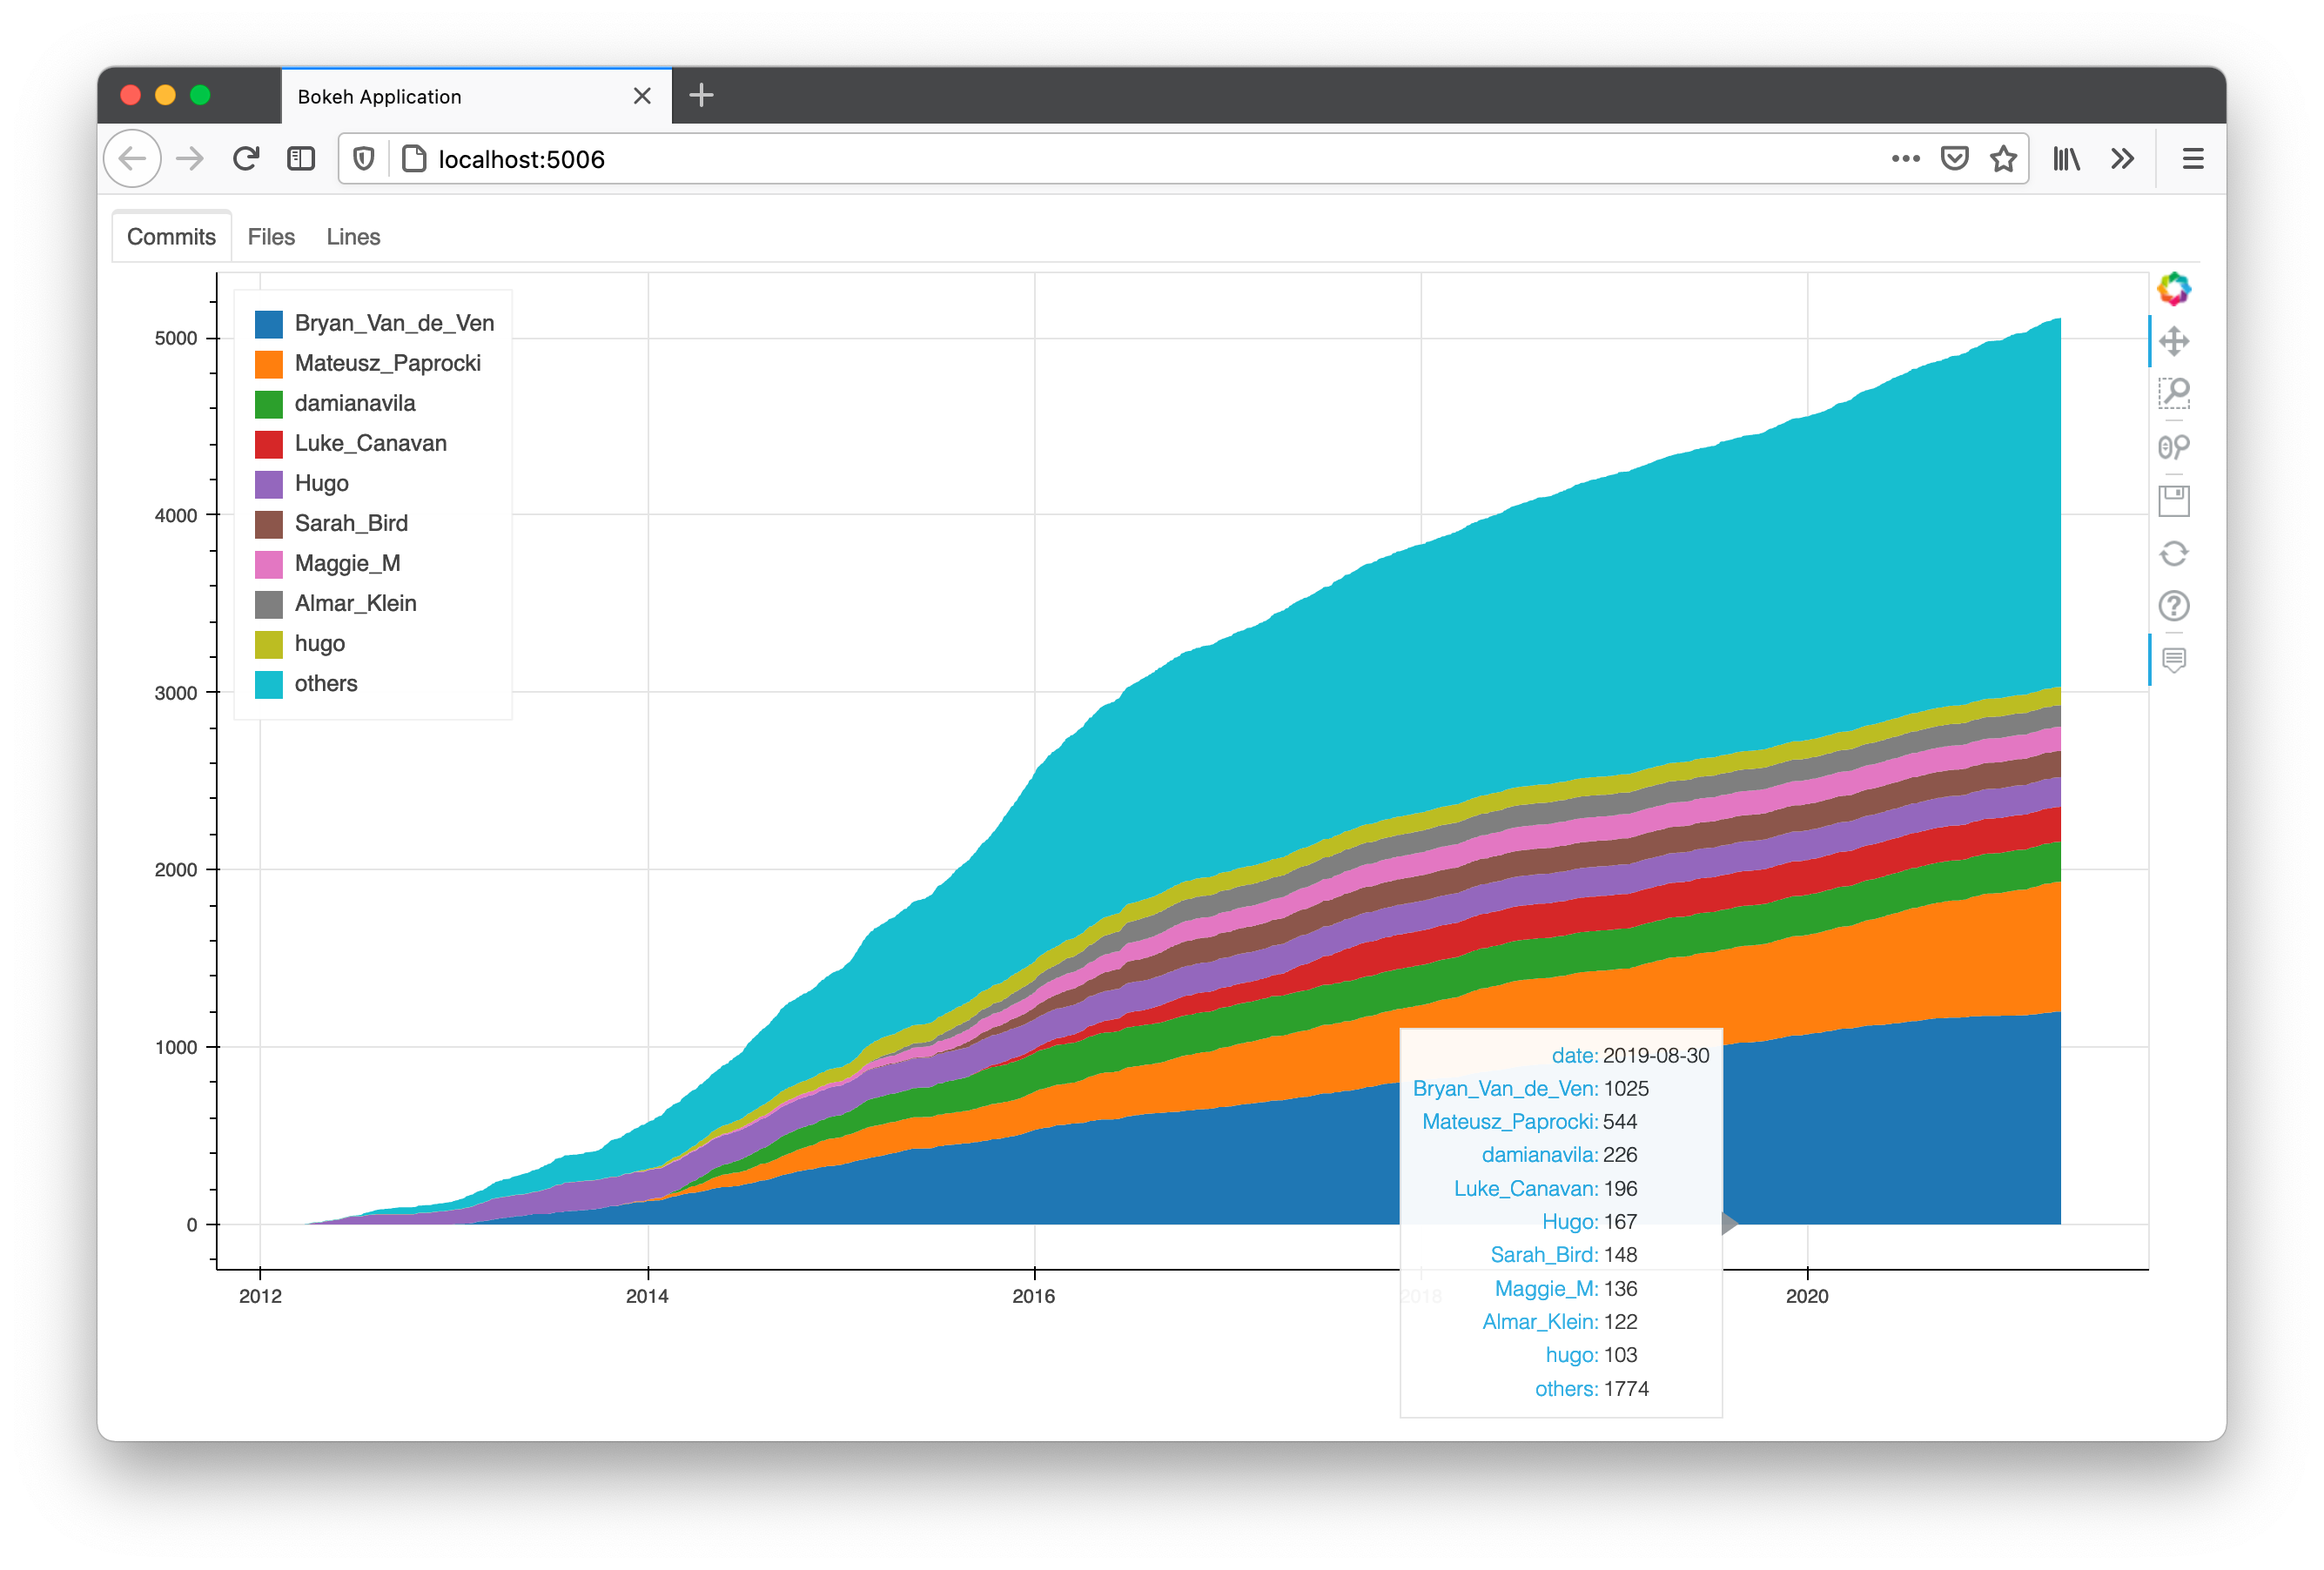 Bokeh Application
localhost:5006
Commits Files Lines
Bryan_Van_de_Ven
Mateusz_Paprocki
damianavila
Luke_Canavan
Hugo
Sarah_Bird
Maggie_M
Almar_Klein
hugo
others
5000
4000
3000
2000
1000
0
date: 2019-08-30
Bryan_Van_de_Ven: 1025
Mateusz_Paprocki: 544
damianavila: 226
Luke_Canavan: 196
Hugo: 167
Sarah_Bird: 148
Maggie_M: 136
Almar_Klein: 122
hugo: 103
others: 1774
2012 2014 2016 2018 2020